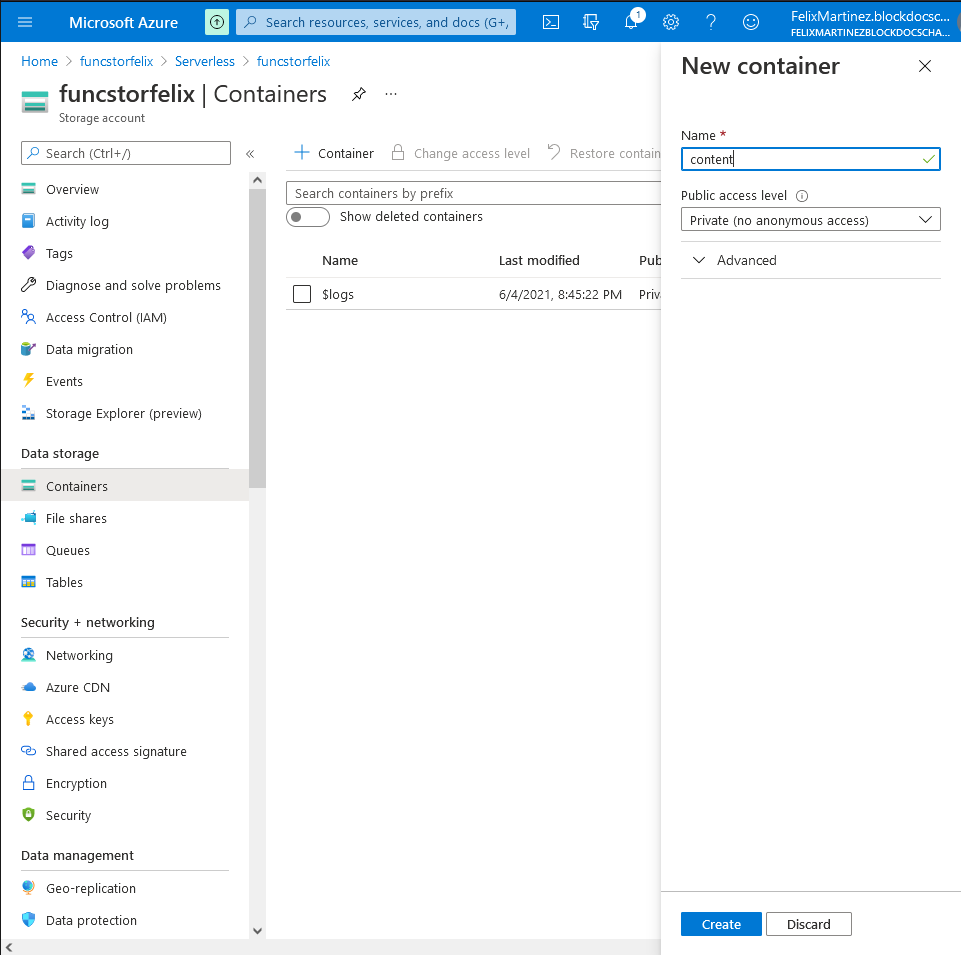 Microsoft Azure
Search resources, services, and docs (G+/
1
FelixMartinez.blockdocsc...
FELIXMARTINEZBLOCKDOCSCHA...
Home > funcstorfelix > Serverless > funcstorfelix
funcstorfelix | Containers
...
Storage account
Search (Ctrl+/)
«
Overview
Activity log
Tags
Diagnose and solve problems
Access Control (IAM)
Data migration
Events
Storage Explorer (preview)
Data storage
Containers
File shares
Queues
Tables
Security + networking
Networking
Azure CDN
Access keys
Shared access signature
Encryption
Security
Data management
Geo-replication
Data protection
+ Container Change access level Restore contain
Search containers by prefix
Show deleted containers
Name Last modified Pub
$logs 6/4/2021, 8:45:22 PM Priva
New container
Name *
content
Public access level
Private (no anonymous access)
Advanced
Create Discard